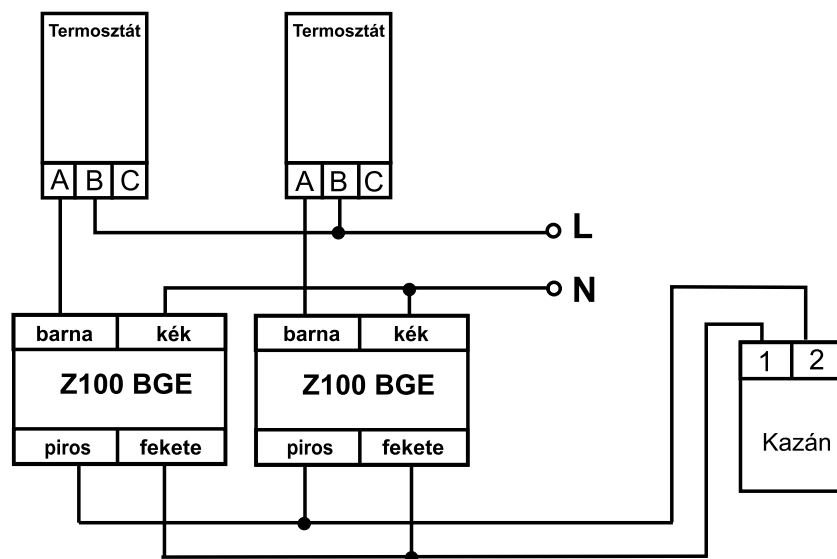 Termosztát Termosztát
A B C A B C
L
N
barna kék barna kék
1 2
Z100 BGE Z100 BGE
piros fekete piros fekete
Kazán